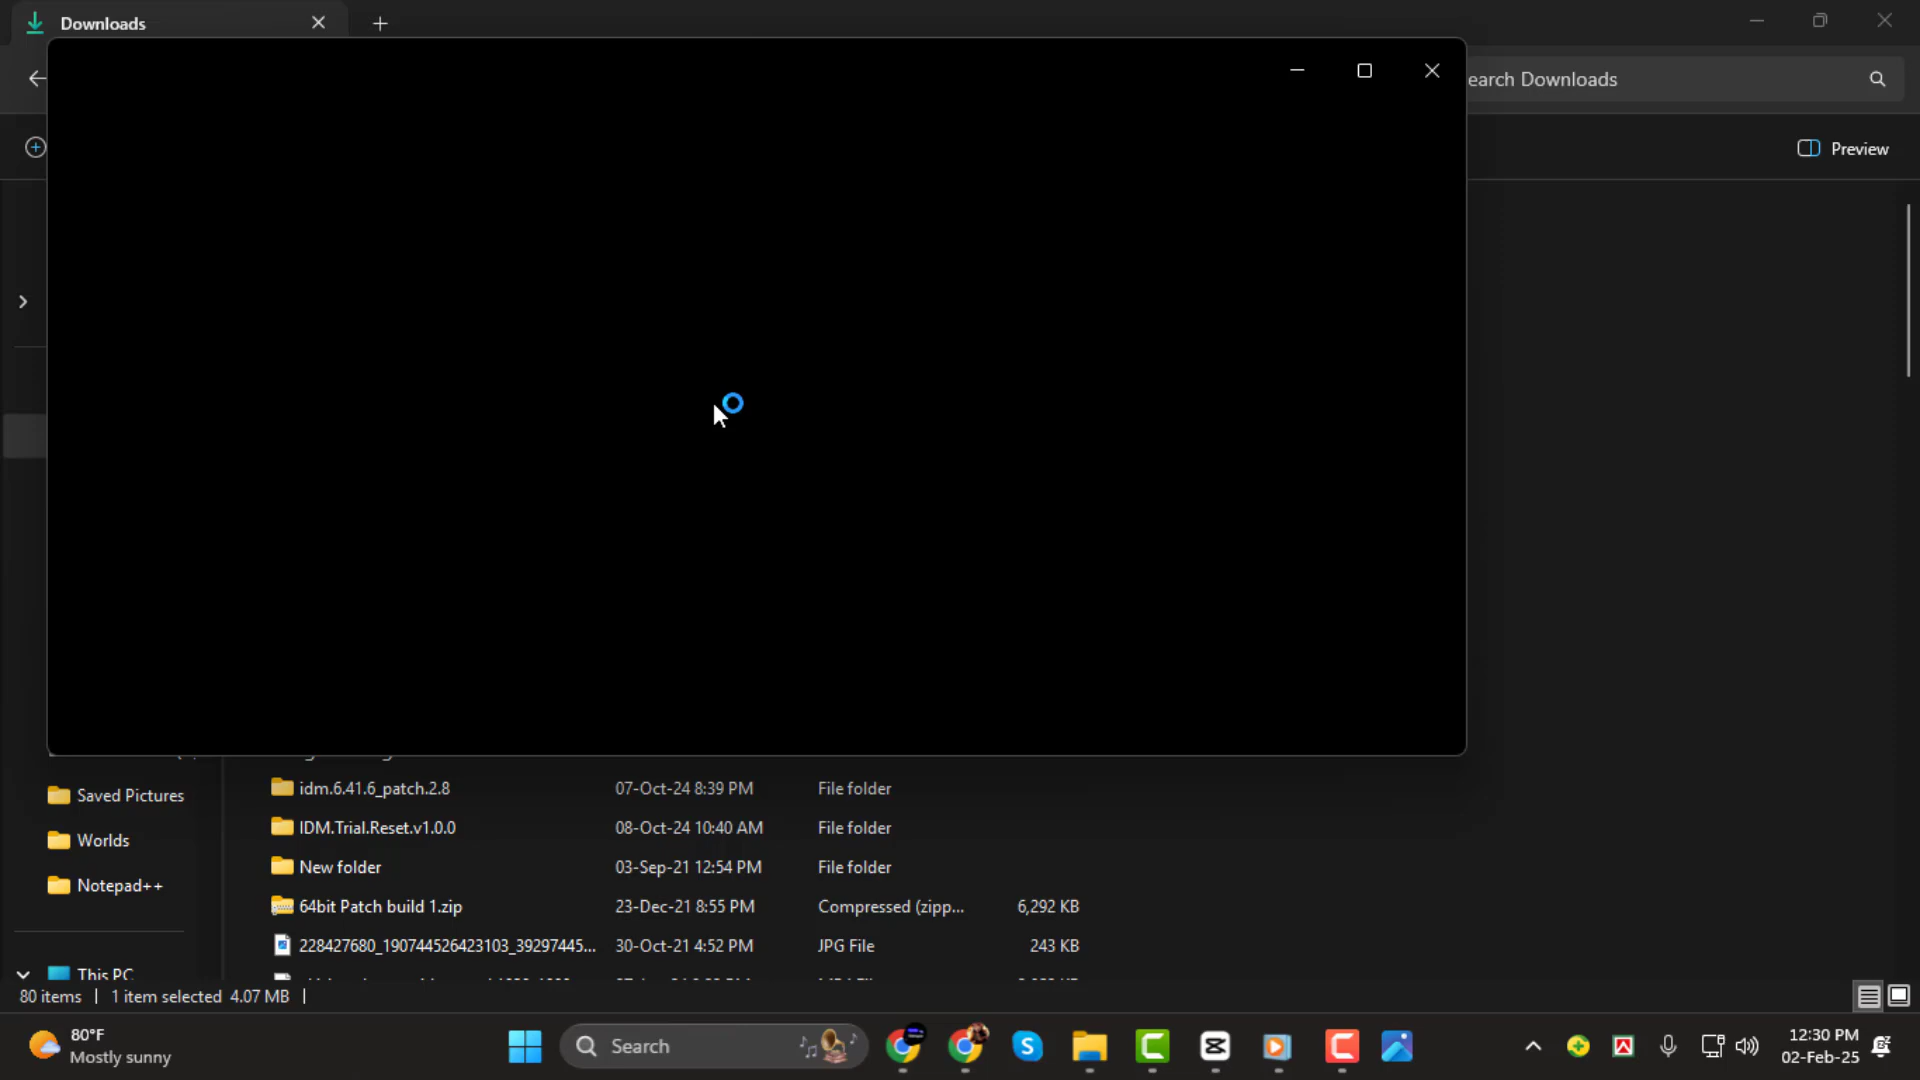 Downloads
earch Downloads
Preview
idm.6.41.6_patch.2.8 07-Oct-24 8:39 PM File folder
Saved Pictures
IDM.Trial.Reset.v1.0.0 08-Oct-24 10:40 AM File folder
Worlds
New folder 03-Sep-21 12:54 PM File folder
Notepad++
64bit Patch build 1.zip 23-Dec-21 8:55 PM Compressed (zipp... 6,292 KB
228427680_190744526423103_39297445... 30-Oct-21 4:52 PM JPG File 243 KB
This PC
80 items 1 item selected 4.07 MB
80°F
Mostly sunny
Search
12:30 PM
02-Feb-25